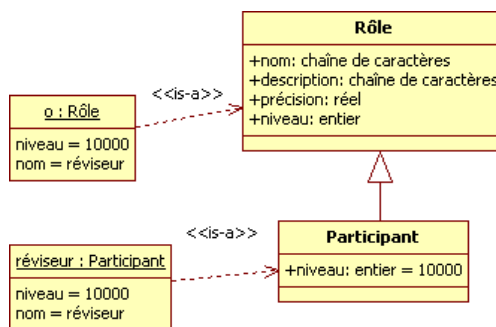 Rôle
+nom: chaîne de caractères
+description: chaîne de caractères
+précision: réel
+niveau: entier
<<is-a>>
o : Rôle
niveau = 10000
nom = réviseur
<<is-a>>
Participant
+niveau: entier = 10000
réviseur : Participant
niveau = 10000
nom = réviseur